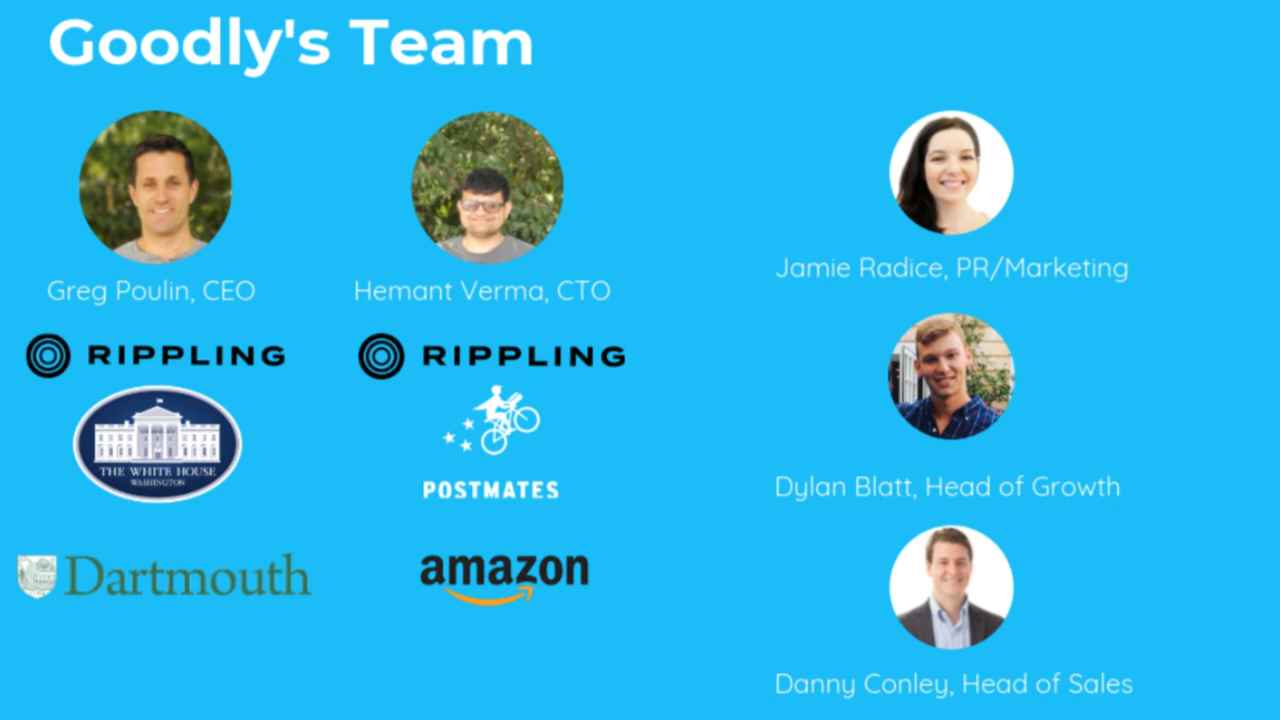 Goodly's Team
Greg Poulin, CEO
Hemant Verma, CTO
Jamie Radice, PR/Marketing
RIPPLING
RIPPLING
THE WHITE HOUSE
WASHINGTON
POSTMATES
Dylan Blatt, Head of Growth
Dartmouth
amazon
Danny Conley, Head of Sales